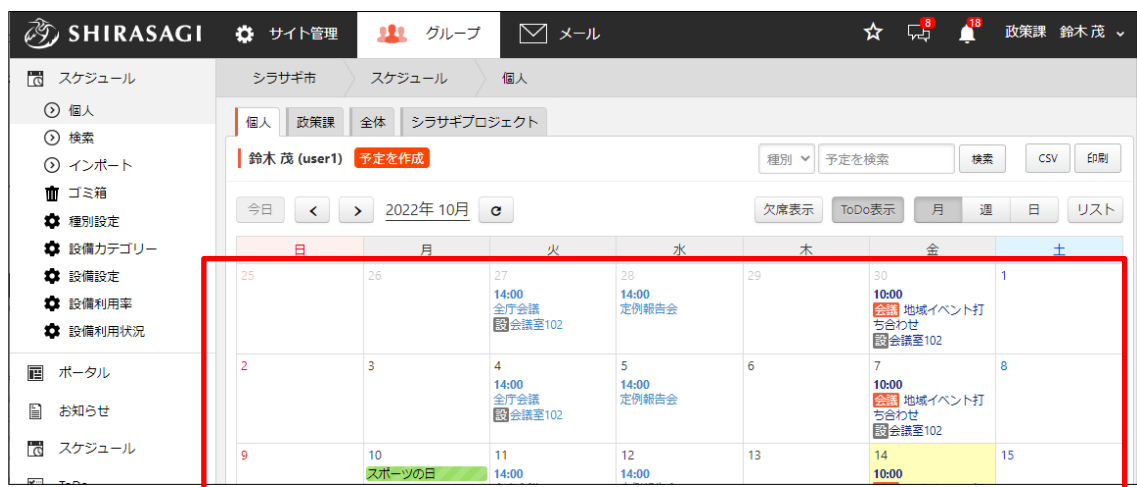 SHIRASAGI サイト管理 グループ メール 8 18 政策課 鈴木 茂
スケジュール
個人
検索
インポート
ゴミ箱
種別設定
設備カテゴリー
設備設定
設備利用率
設備利用状況
ポータル
お知らせ
スケジュール
ToDo
シラサギ市 スケジュール 個人
個人 政策課 全体 シラサギプロジェクト
鈴木 茂 (user1) 予定を作成 種別 予定を検索 検索 CSV 印刷
今日 2022年 10月 欠席表示 ToDo表示 月 週 日 リスト
日 月 火 水 木 金 土
25 26 27 28 29 30 1
14:00 14:00 10:00
全庁会議 定例報告会 会議 地域イベント打
設 会議室102 ち合わせ
設 会議室102
2 3 4 5 6 7 8
14:00 14:00 10:00
全庁会議 定例報告会 会議 地域イベント打
設 会議室102 ち合わせ
設 会議室102
9 10 11 12 13 14 15
スポーツの日 14:00 14:00 10:00